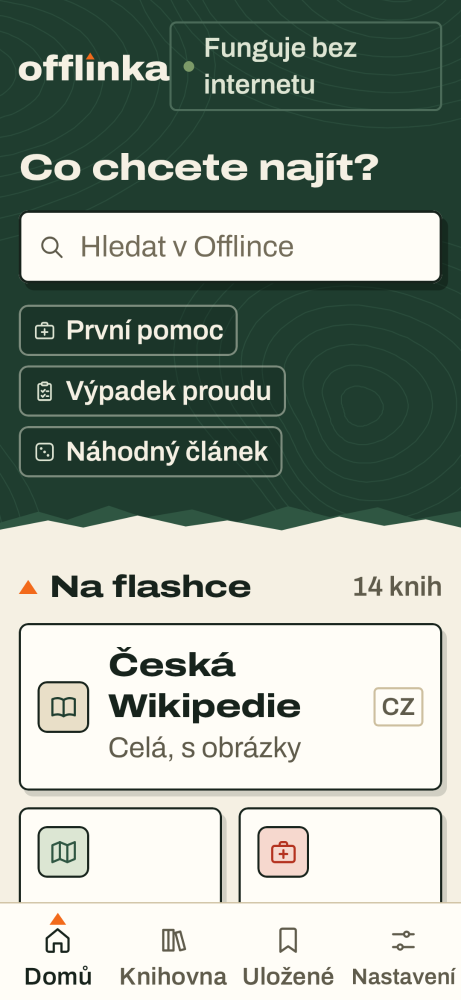 offlinka
Funguje bez
internetu
Co chcete najít?
Hledat v Offlince
První pomoc
Výpadek proudu
Náhodný článek
Na flashce
14 knih
Česká
Wikipedie
Celá, s obrázky
CZ
Domů
Knihovna
Uložené
Nastavení